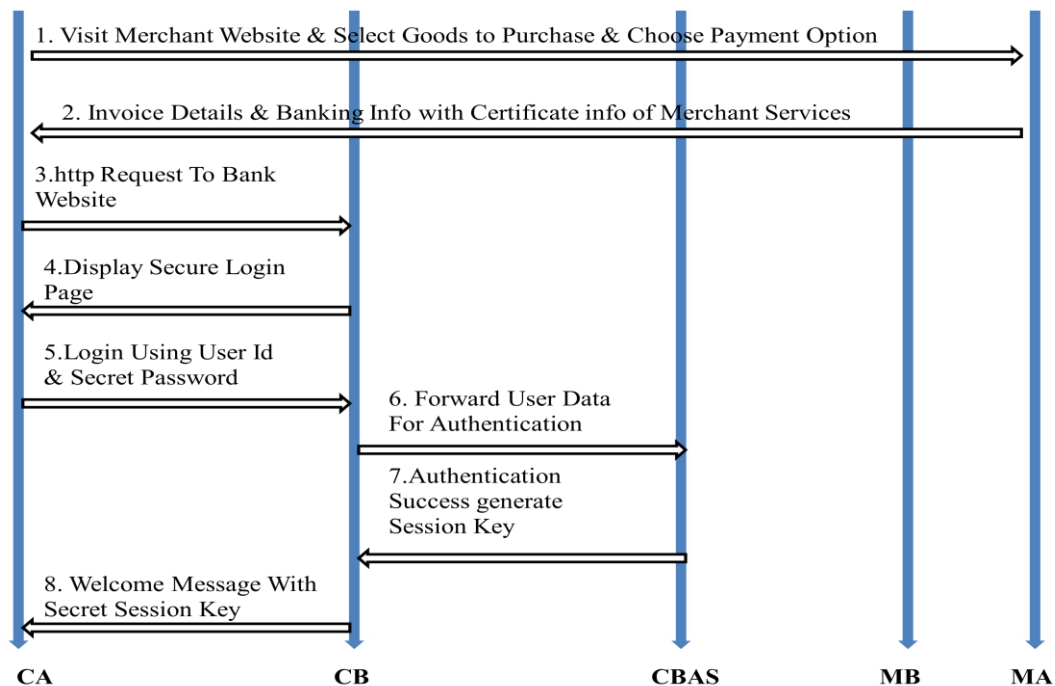 1. Visit Merchant Website & Select Goods to Purchase & Choose Payment Option
2. Invoice Details & Banking Info with Certificate info of Merchant Services
3.http Request To Bank
Website
4.Display Secure Login
Page
5.Login Using User Id
& Secret Password
6. Forward User Data
For Authentication
7.Authentication
Success generate
Session Key
8. Welcome Message With
Secret Session Key
CA CB CBAS MB MA